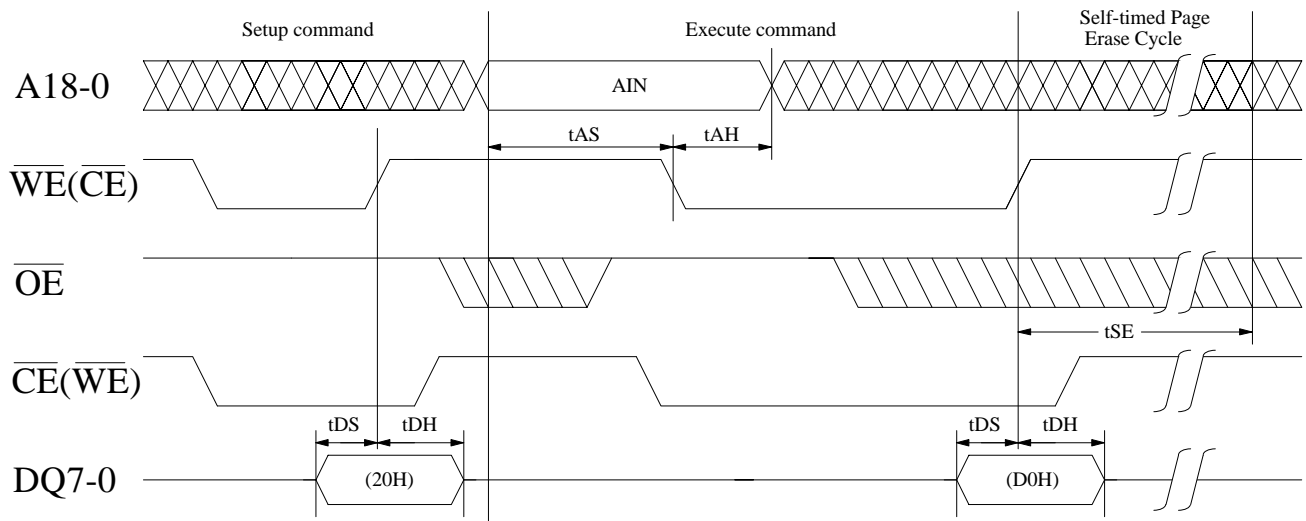 Setup command
Execute command
Self-timed Page
Erase Cycle
A18-0
AIN
tAS
tAH
WE(CE)
OE
tSE
CE(WE)
tDS
tDH
tDS
tDH
DQ7-0
(20H)
(D0H)